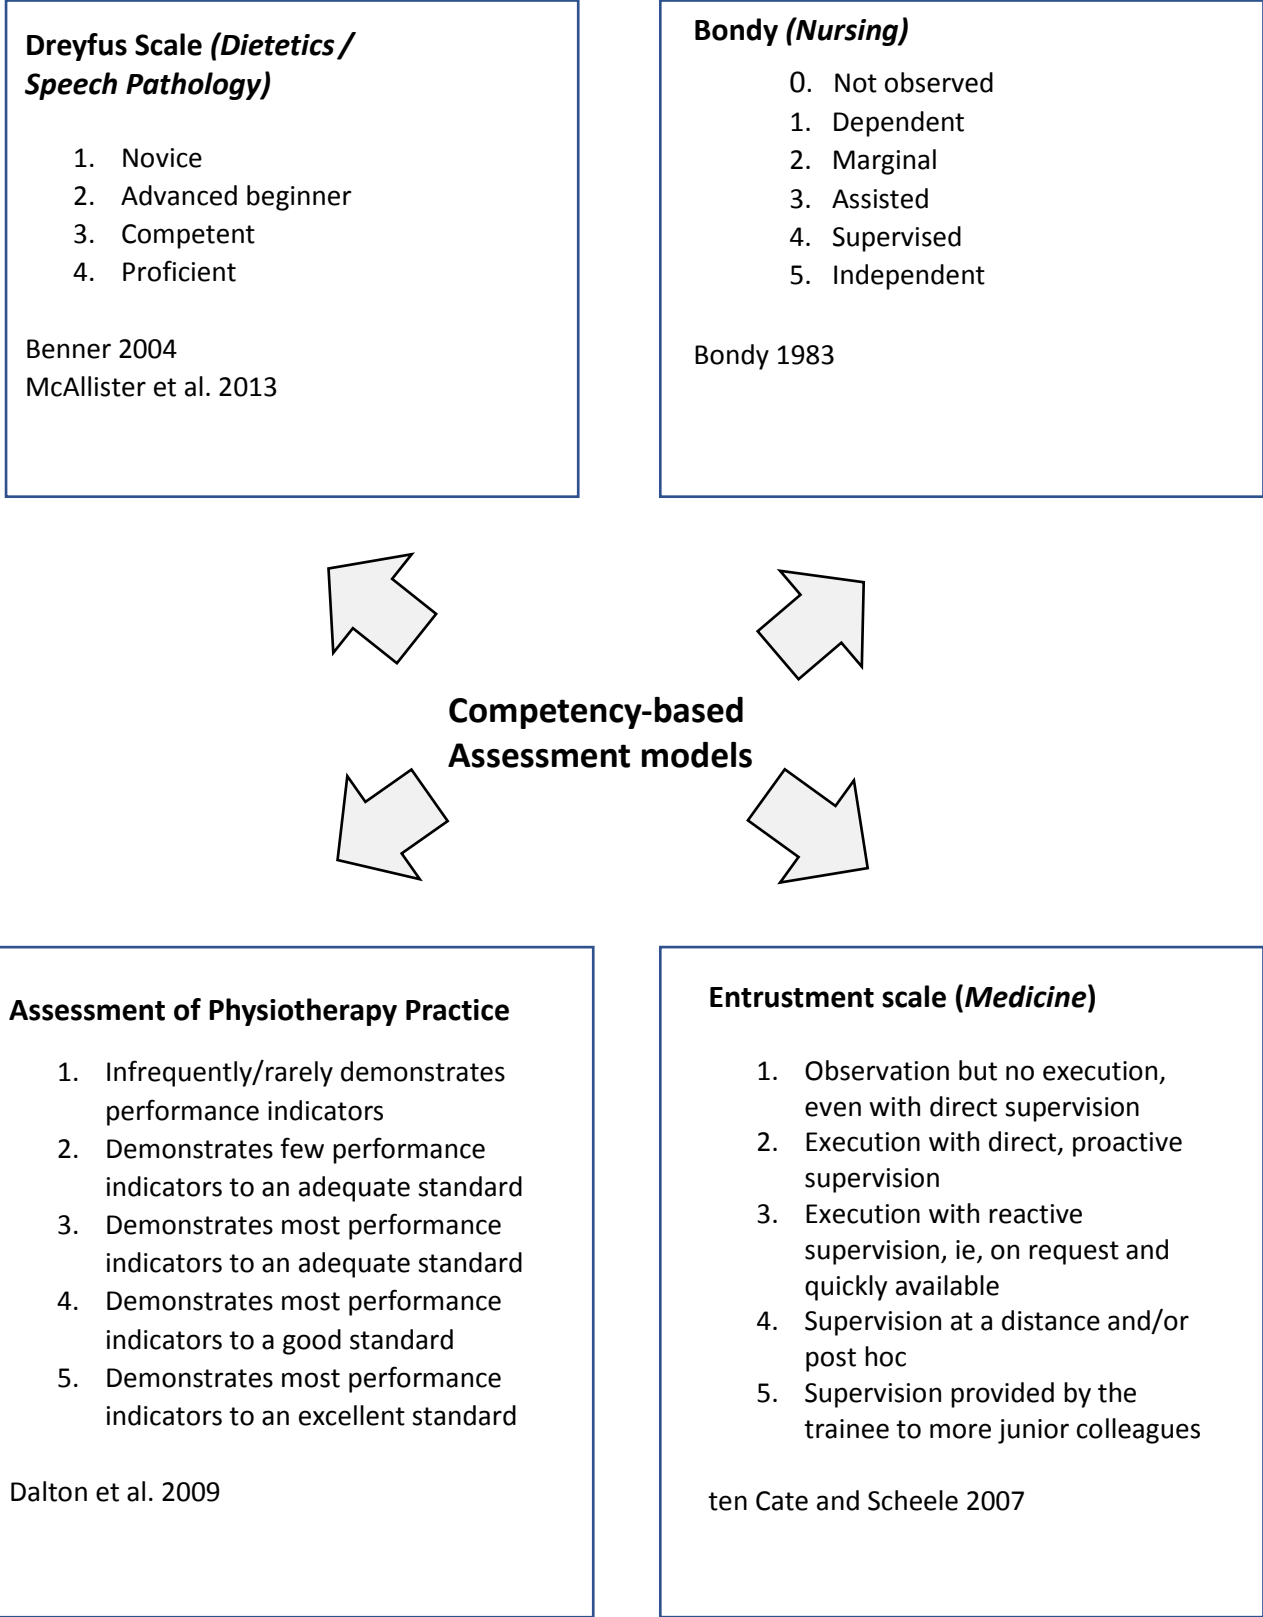 Dreyfus Scale (Dietetics /
Speech Pathology)
1. Novice
2. Advanced beginner
3. Competent
4. Proficient
Benner 2004
McAllister et al. 2013
Bondy (Nursing)
0. Not observed
1. Dependent
2. Marginal
3. Assisted
4. Supervised
5. Independent
Bondy 1983
Competency-based
Assessment models
Assessment of Physiotherapy Practice
1. Infrequently/rarely demonstrates
performance indicators
2. Demonstrates few performance
indicators to an adequate standard
3. Demonstrates most performance
indicators to an adequate standard
4. Demonstrates most performance
indicators to a good standard
5. Demonstrates most performance
indicators to an excellent standard
Dalton et al. 2009
Entrustment scale (Medicine)
1. Observation but no execution,
even with direct supervision
2. Execution with direct, proactive
supervision
3. Execution with reactive
supervision, ie, on request and
quickly available
4. Supervision at a distance and/or
post hoc
5. Supervision provided by the
trainee to more junior colleagues
ten Cate and Scheele 2007